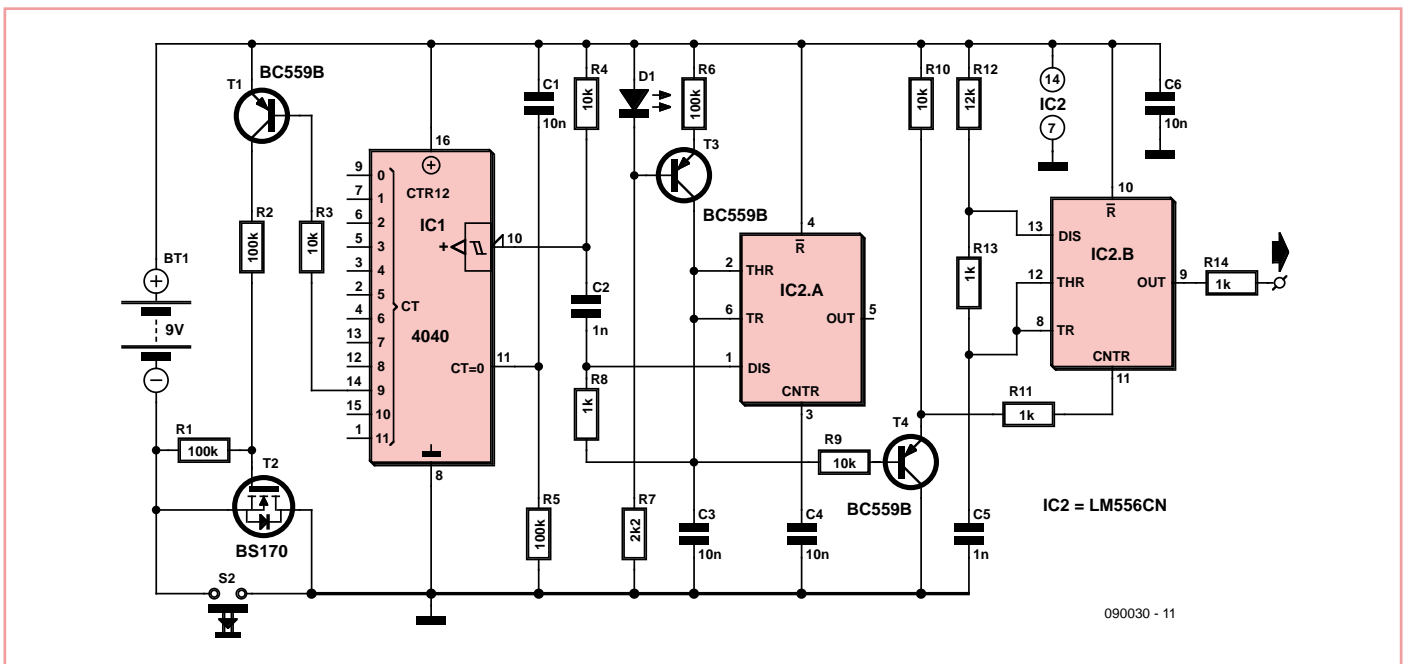 T1
BC559B
R2
100k
R3
10k
BT1
9V
R1
100k
T2
BS170
S2
16
CTR12
IC1
4040
CT
CT=0
9 0
7 1
6 2
5 3
3 4
2 5
4 6
13 7
12 8
14 9
15 10
1 11
+
10
11
8
C1
10n
R4
10k
C2
1n
R8
1k
R5
100k
D1
R7
2k2
R6
100k
T3
BC559B
C3
10n
4
R
2 THR
6 TR
1 DIS
IC2.A
OUT 5
CNTR
3
C4
10n
R9
10k
T4
BC559B
R10
10k
R12
12k
R13
1k
R11
1k
C5
1n
14
IC2
7
C6
10n
10
R
13 DIS
12 THR
8 TR
IC2.B
OUT 9
CNTR
11
R14
1k
IC2 = LM556CN
090030 - 11